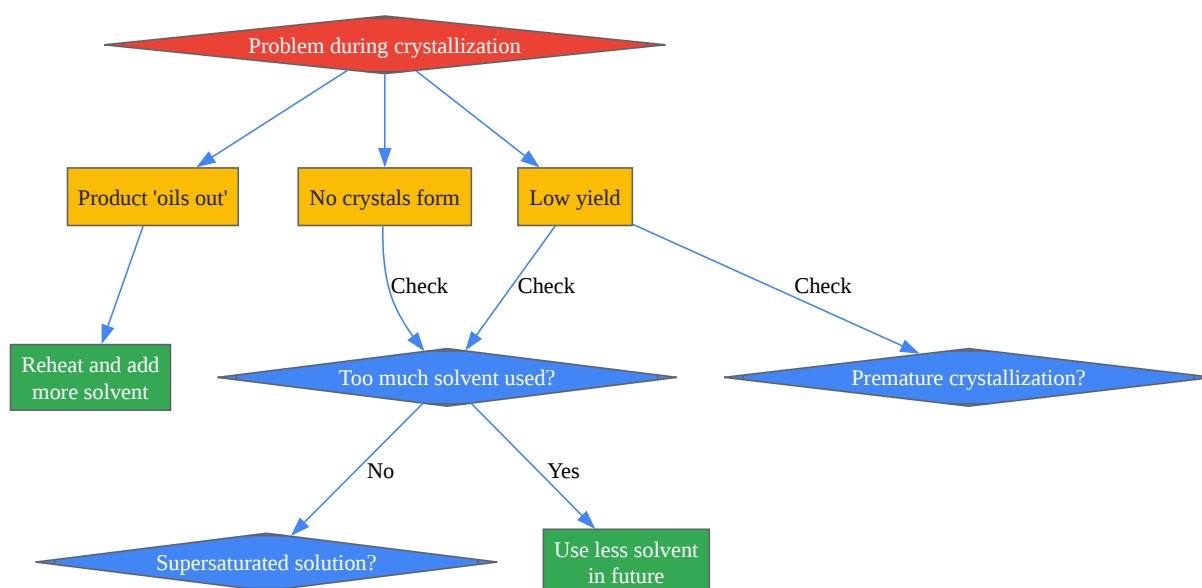 Problem during crystallization
Product 'oils out'
No crystals form
Low yield
Check
Check
Check
Reheat and add
more solvent
Too much solvent used?
Premature crystallization?
No
Yes
Supersaturated solution?
Use less solvent
in future